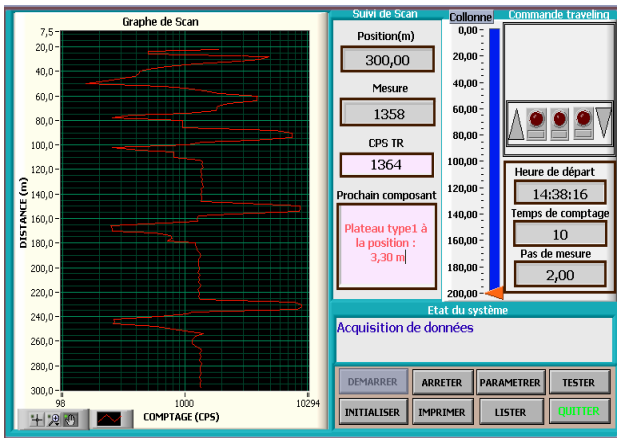 Graphe de Scan
7,5
20,0
40,0
60,0
80,0
100,0
120,0
140,0
160,0
180,0
200,0
220,0
240,0
260,0
280,0
300,0
DISTANCE (m)
98
1000
10294
COMPTAGE (CPS)
Suivi de Scan
Position(m)
300,00
Mesure
1358
CPS TR
1364
Prochain composant
Plateau type1 à
la position :
3,30 m
Collonne
0,00
20,00
40,00
60,00
80,00
100,00
120,00
140,00
160,00
180,00
200,00
Commande traveling
Heure de départ
14:38:16
Temps de comptage
10
Pas de mesure
2,00
Etat du système
Acquisition de données
DEMARRER
ARRETER
PARAMETRER
TESTER
INITIALISER
IMPRIMER
LISTER
QUITTER